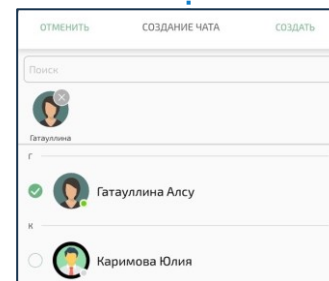 ОТМЕНИТЬ СОЗДАНИЕ ЧАТА СОЗДАТЬ
Поиск
Гатауллина
Г
Гатауллина Алсу
К
Каримова Юлия